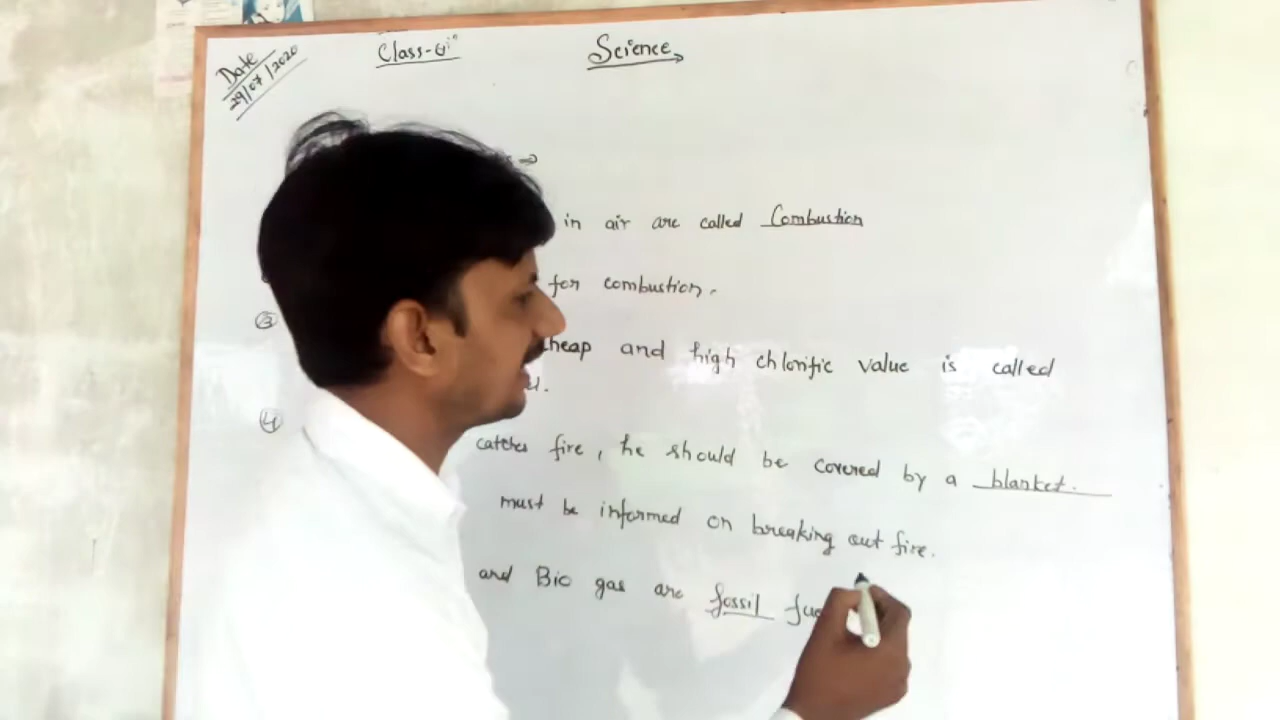 Date
29/07/2020
Class-
Science
in air are called Combustion
for combustion.
③
cheap and high chlorific value is called
④
catches fire, he should be covered by a blanket.
must be informed on breaking out fire.
and Bio gas are fossil